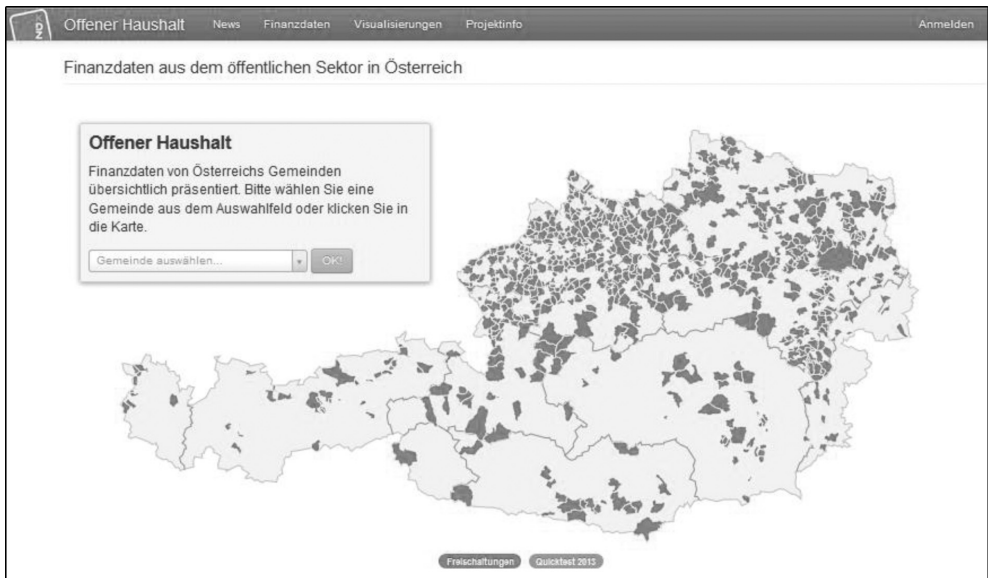 KDZ
Offener Haushalt News Finanzdaten Visualisierungen Projektinfo Anmelden
Finanzdaten aus dem öffentlichen Sektor in Österreich
Offener Haushalt
Finanzdaten von Österreichs Gemeinden
übersichtlich präsentiert. Bitte wählen Sie eine
Gemeinde aus dem Auswahlfeld oder klicken Sie in
die Karte.
Gemeinde auswählen... OK!
Freischaltungen Quicktest 2013